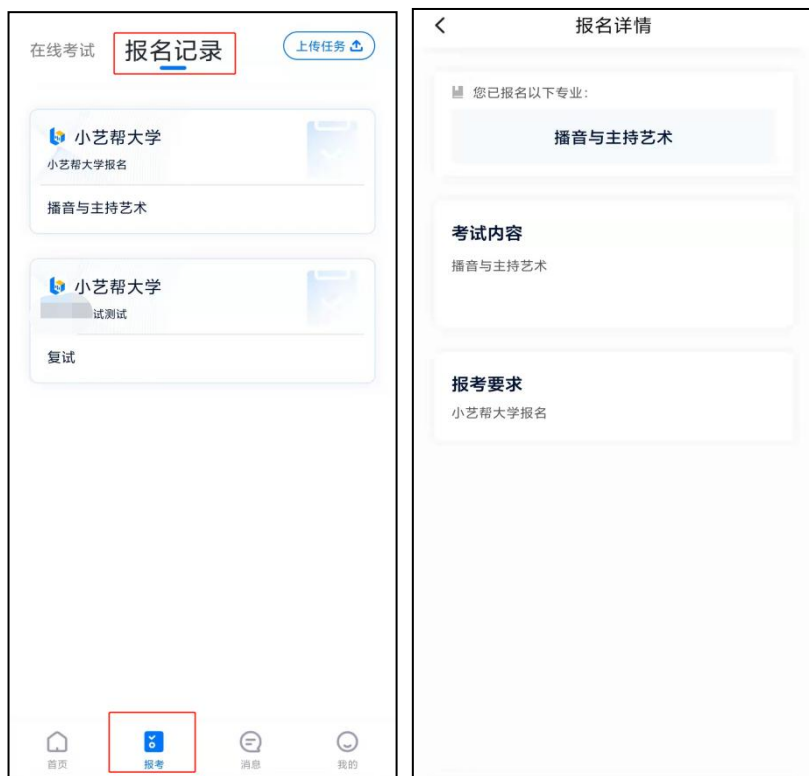 在线考试 报名记录 上传任务
小艺帮大学
小艺帮大学报名
播音与主持艺术
小艺帮大学
试测试
复试
首页 报考 消息 我的
报名详情
您已报名以下专业:
播音与主持艺术
考试内容
播音与主持艺术
报考要求
小艺帮大学报名